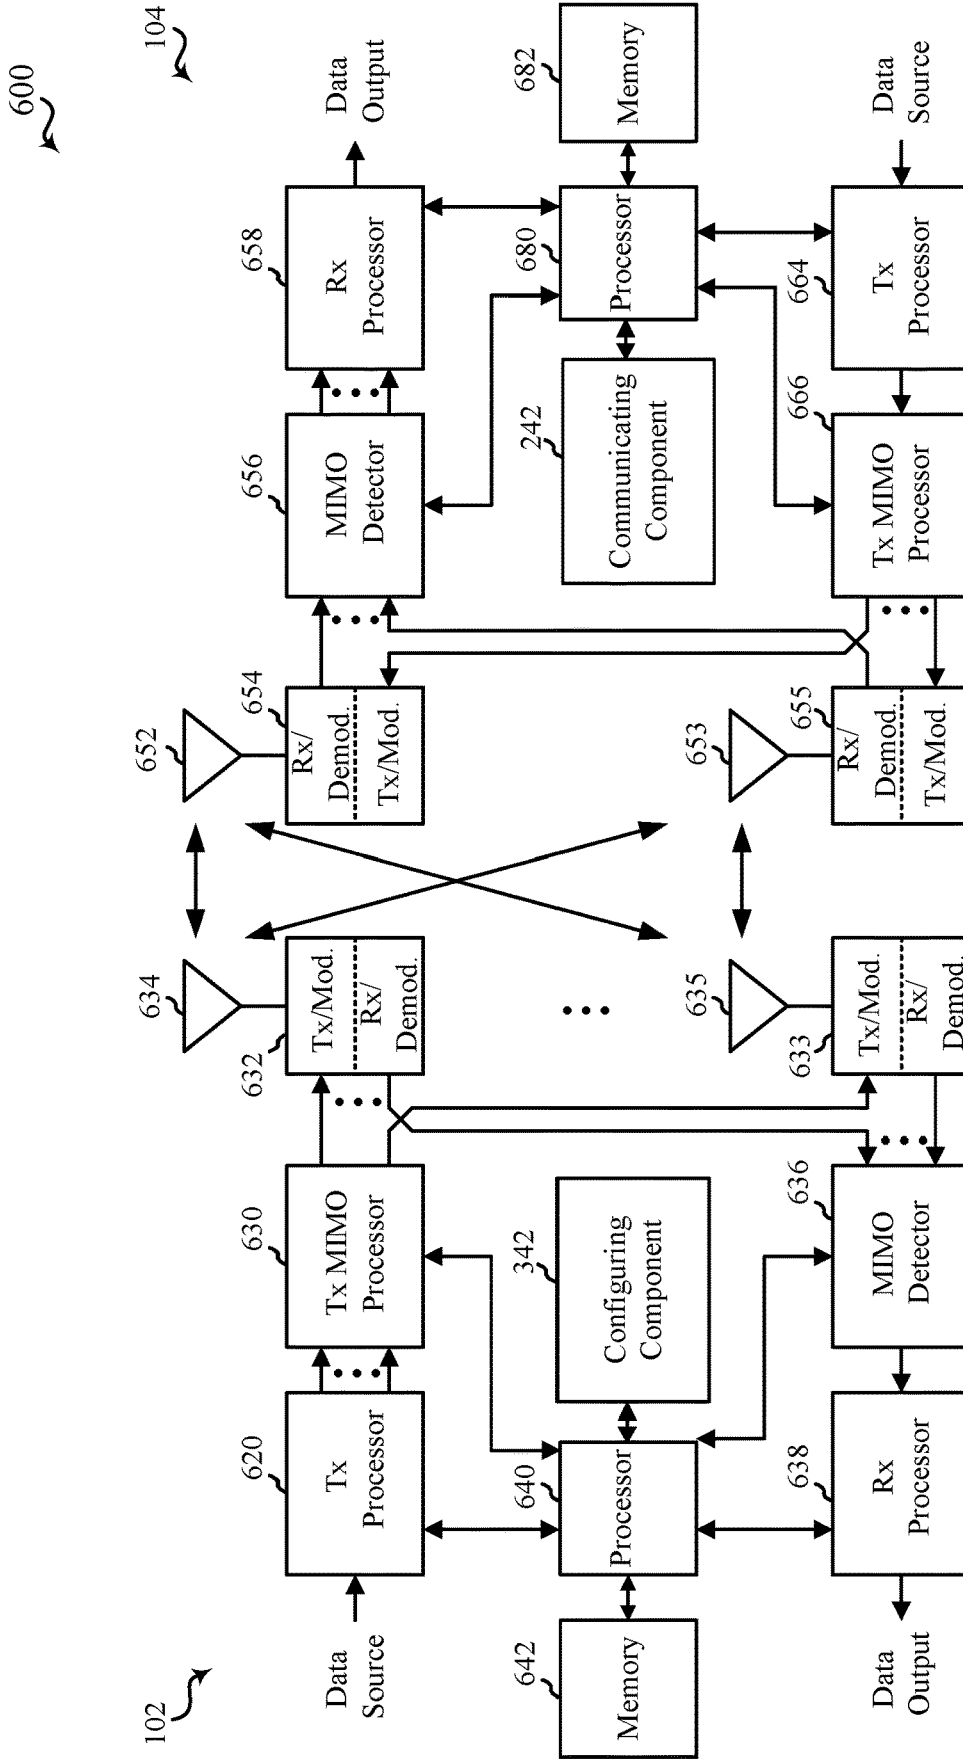 600
102
104
634
652
620
630
632
654
656
658
Data
Source
Tx
Processor
Tx MIMO
Processor
Tx/Mod.
Rx/
Demod.
Rx/
Demod.
Tx/Mod.
MIMO
Detector
Rx
Processor
Data
Output
642
640
342
635
653
242
680
682
Memory
Processor
Configuring
Component
Communicating
Component
Processor
Memory
638
636
633
655
666
664
Data
Output
Rx
Processor
MIMO
Detector
Tx/Mod.
Rx/
Demod.
Rx/
Demod.
Tx/Mod.
Tx MIMO
Processor
Tx
Processor
Data
Source